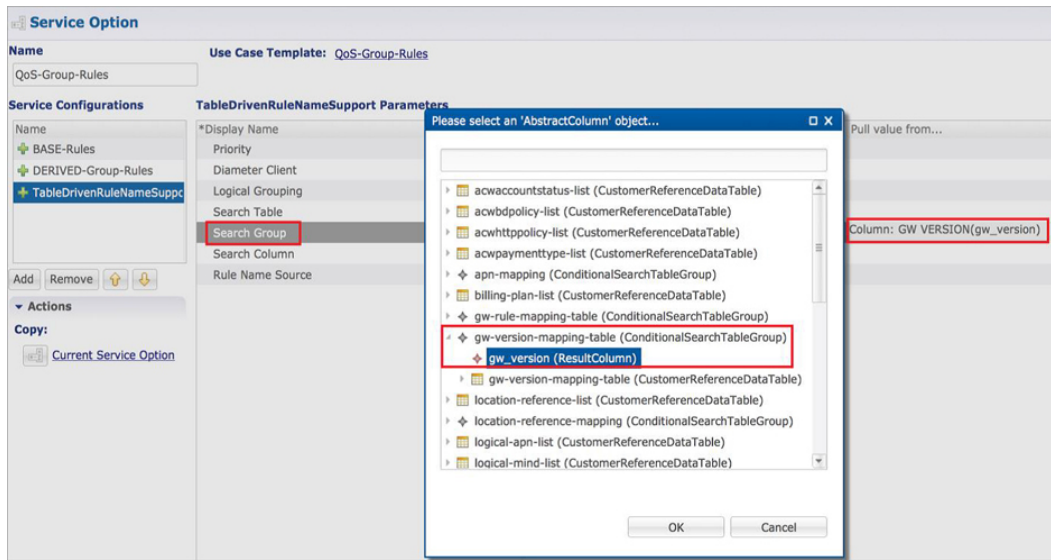 Service Option
Name
Use Case Template: QoS-Group-Rules
QoS-Group-Rules
Service Configurations
TableDrivenRuleNameSupport Parameters
Name
BASE-Rules
DERIVED-Group-Rules
TableDrivenRuleNameSuppo
Add Remove
Actions
Copy:
Current Service Option
*Display Name
Priority
Diameter Client
Logical Grouping
Search Table
Search Group
Search Column
Rule Name Source
Please select an 'AbstractColumn' object...
acwaccountstatus-list (CustomerReferenceDataTable)
acwbdpolicy-list (CustomerReferenceDataTable)
acwhttppolicy-list (CustomerReferenceDataTable)
acwpaymenttype-list (CustomerReferenceDataTable)
apn-mapping (ConditionalSearchTableGroup)
billing-plan-list (CustomerReferenceDataTable)
gw-rule-mapping-table (ConditionalSearchTableGroup)
gw-version-mapping-table (ConditionalSearchTableGroup)
gw_version (ResultColumn)
gw-version-mapping-table (CustomerReferenceDataTable)
location-reference-list (CustomerReferenceDataTable)
location-reference-mapping (ConditionalSearchTableGroup)
logical-apn-list (CustomerReferenceDataTable)
logical-mind-list (CustomerReferenceDataTable)
OK Cancel
Pull value from...
Column: GW VERSION(gw_version)